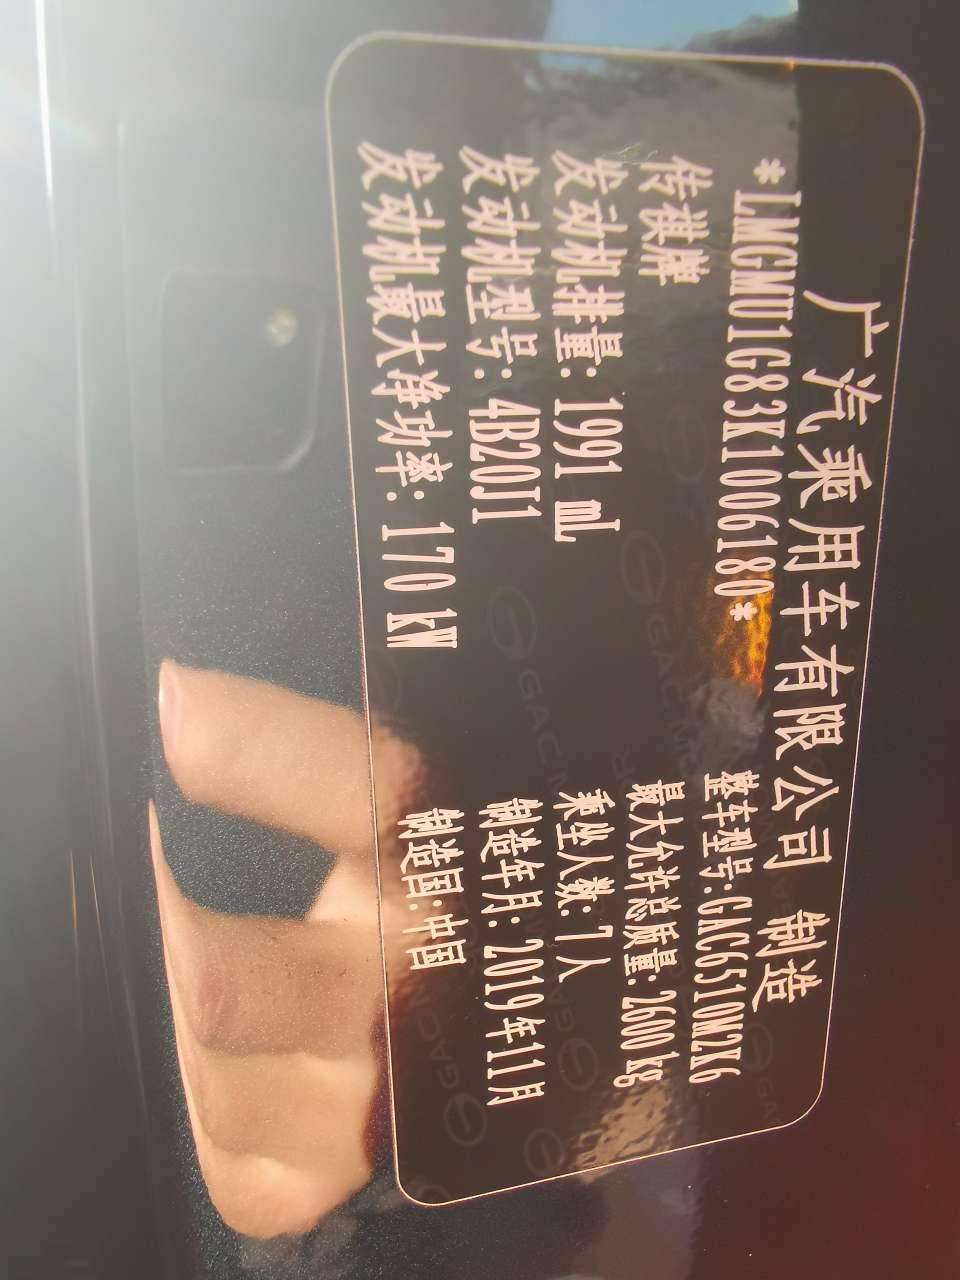 广汽乘用车有限公司 制造
*LMGMU1G83K1006180*
传祺牌
整车型号:GAC6510M2K6
发动机排量: 1991 mL
最大允许总质量: 2600 kg
发动机型号: 4B20J1
乘坐人数: 7人
发动机最大净功率: 170 kW
制造年月: 2019年11月
制造国:中国